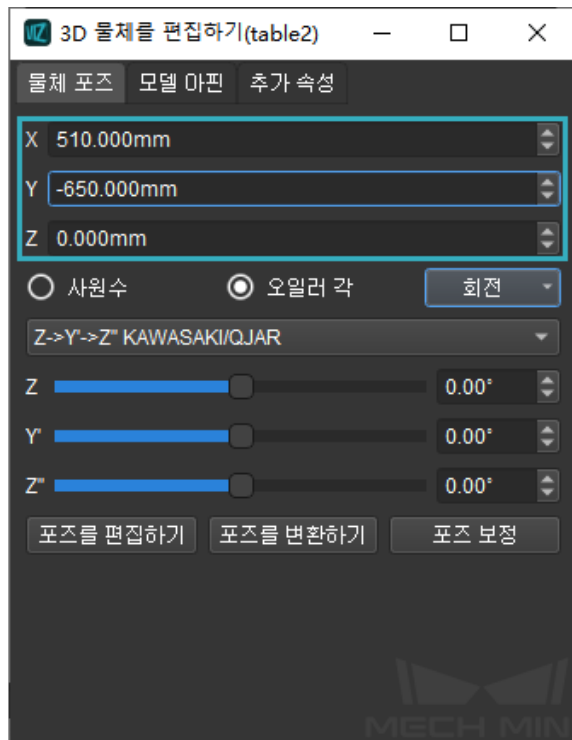 VIZ 3D 물체를 편집하기(table2)
물체 포즈 모델 아핀 추가 속성
X 510.000mm
Y -650.000mm
Z 0.000mm
사원수 오일러 각 회전
Z->Y'->Z'' KAWASAKI/QJAR
Z 0.00°
Y' 0.00°
Z'' 0.00°
포즈를 편집하기 포즈를 변환하기 포즈 보정
MECH MIN